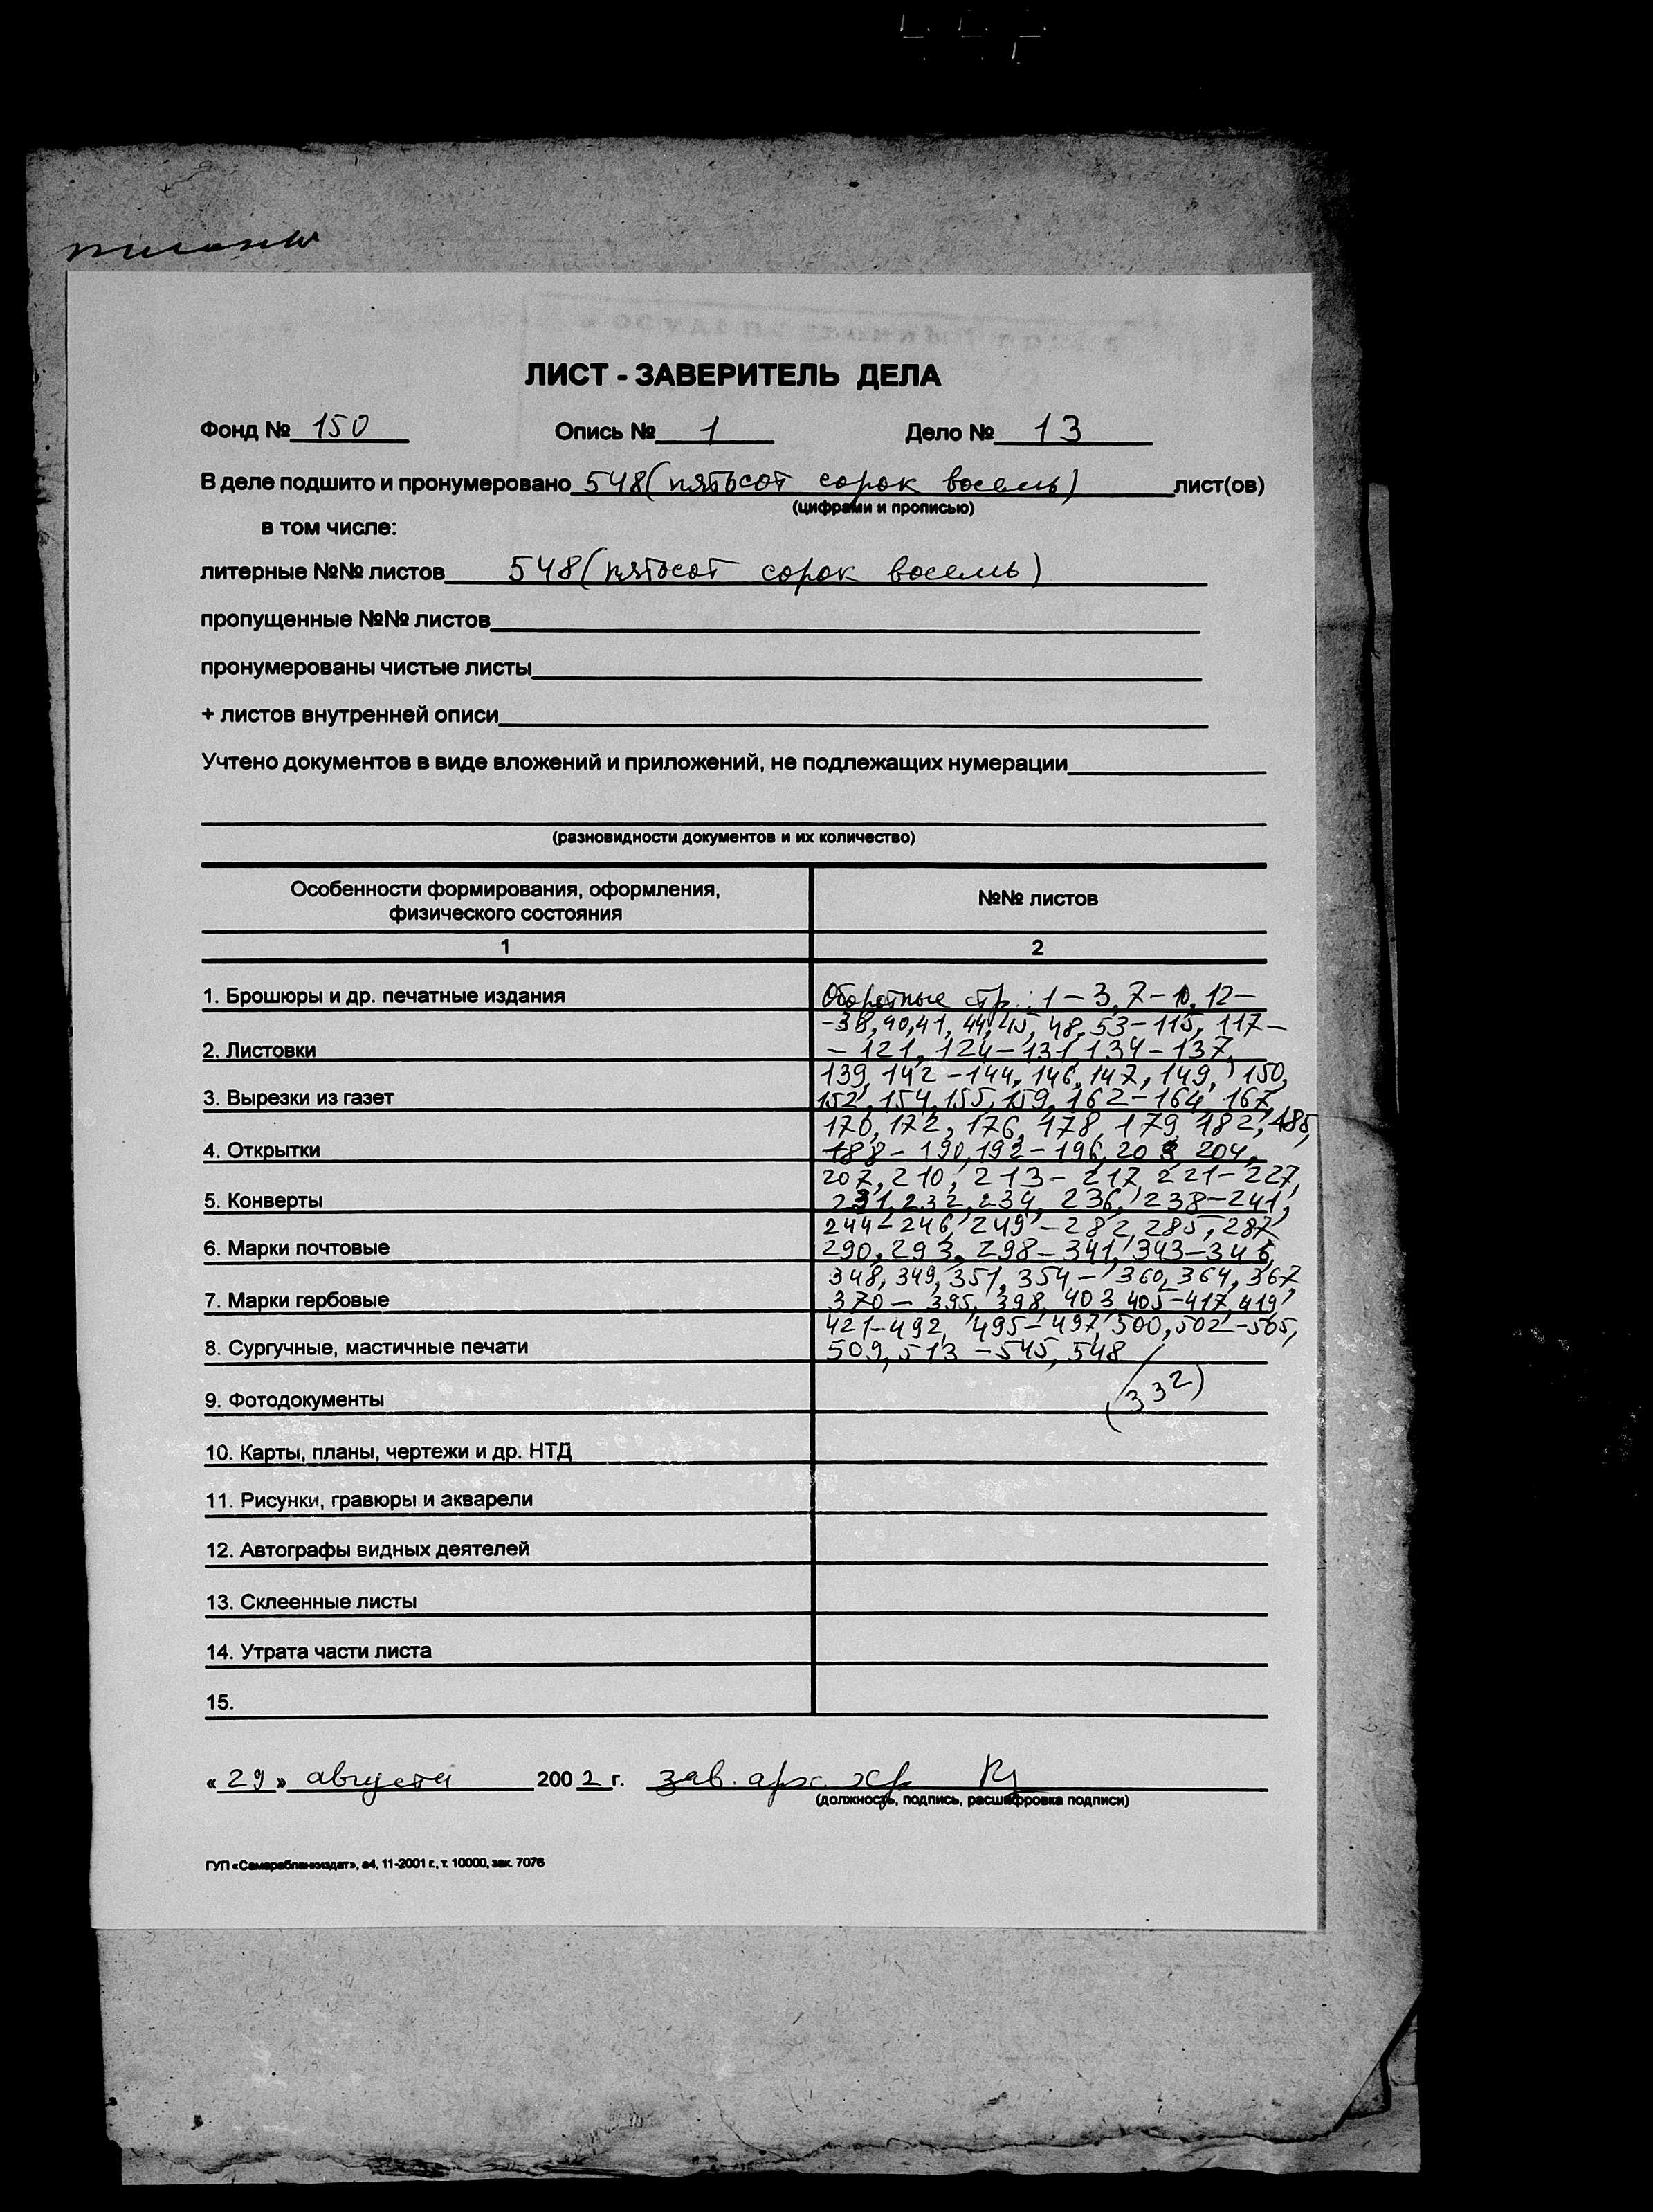 ЛИСТ - ЗАВЕРИТЕЛЬ ДЕЛА
Фонд № 150 Опись № 1 Дело № 13
В деле подшито и пронумеровано 548 (пятьсот сорок восемь) лист(ов)
(цифрами и прописью)
в том числе:
литерные №№ листов 548 (пятьсот сорок восемь)
пропущенные №№ листов
пронумерованы чистые листы
+ листов внутренней описи
Учтено документов в виде вложений и приложений, не подлежащих нумерации
(разновидности документов и их количество)
Особенности формирования, оформления, №№ листов
физического состояния
1 2
1. Брошюры и др. печатные издания Оборотные стр.: 1-3, 7-10, 12-
-38, 40, 41, 44, 45, 48, 53-115, 117-
2. Листовки - 121, 124-131, 134-137,
139, 142-144, 146, 147, 149, 150,
3. Вырезки из газет 152, 154, 155, 159, 162-164, 167,
170, 172, 176, 178, 179, 182, 185,
4. Открытки 188-190, 192-196, 203, 204,
207, 210, 213-217, 221-227,
5. Конверты 231, 232, 234, 236, 238-241,
244-246, 249-282, 285, 287,
6. Марки почтовые 290, 293, 298-341, 343-346,
348, 349, 351, 354-360, 364, 367,
7. Марки гербовые 370-395, 398, 403, 405-417, 419,
421-492, 495-497, 500, 502-505,
8. Сургучные, мастичные печати 509, 513-545, 548
9. Фотодокументы (332)
10. Карты, планы, чертежи и др. НТД
11. Рисунки, гравюры и акварели
12. Автографы видных деятелей
13. Склеенные листы
14. Утрата части листа
15.
« 29 » августа 2002 г. зав. арх. хр
(должность, подпись, расшифровка подписи)
ГУП «Самарабланкиздат», а4, 11-2001 г., т. 10000, зак. 7076